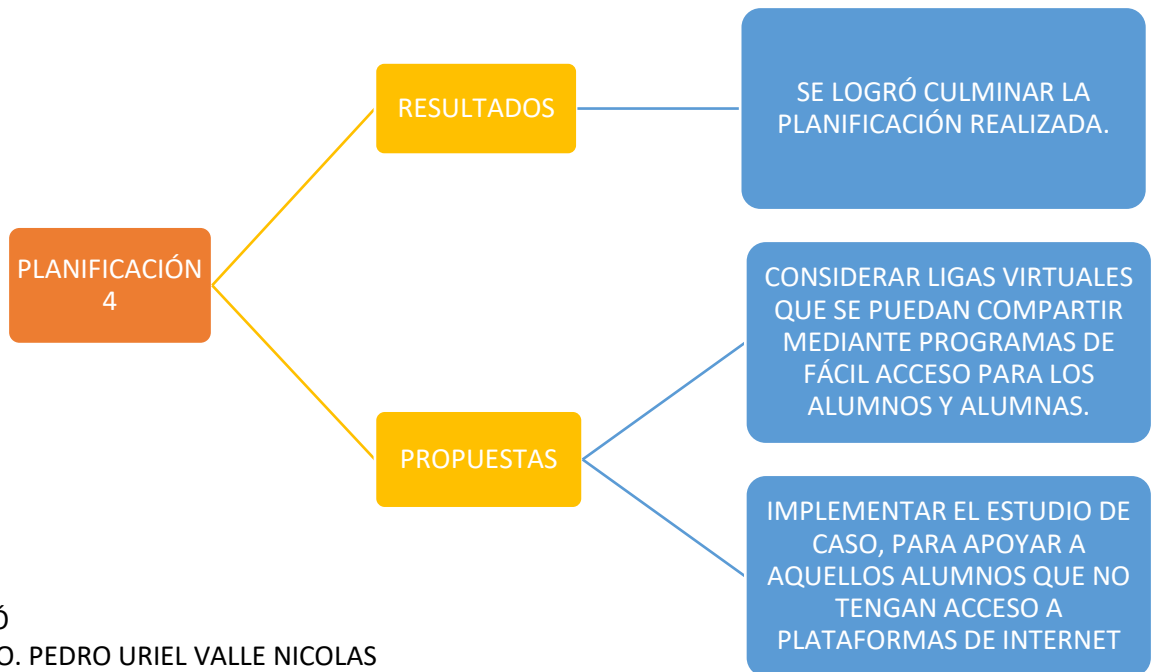 PLANIFICACIÓN
4
RESULTADOS
SE LOGRÓ CULMINAR LA
PLANIFICACIÓN REALIZADA.
PROPUESTAS
CONSIDERAR LIGAS VIRTUALES
QUE SE PUEDAN COMPARTIR
MEDIANTE PROGRAMAS DE
FÁCIL ACCESO PARA LOS
ALUMNOS Y ALUMNAS.
IMPLEMENTAR EL ESTUDIO DE
CASO, PARA APOYAR A
AQUELLOS ALUMNOS QUE NO
TENGAN ACCESO A
PLATAFORMAS DE INTERNET
Ó
O. PEDRO URIEL VALLE NICOLAS